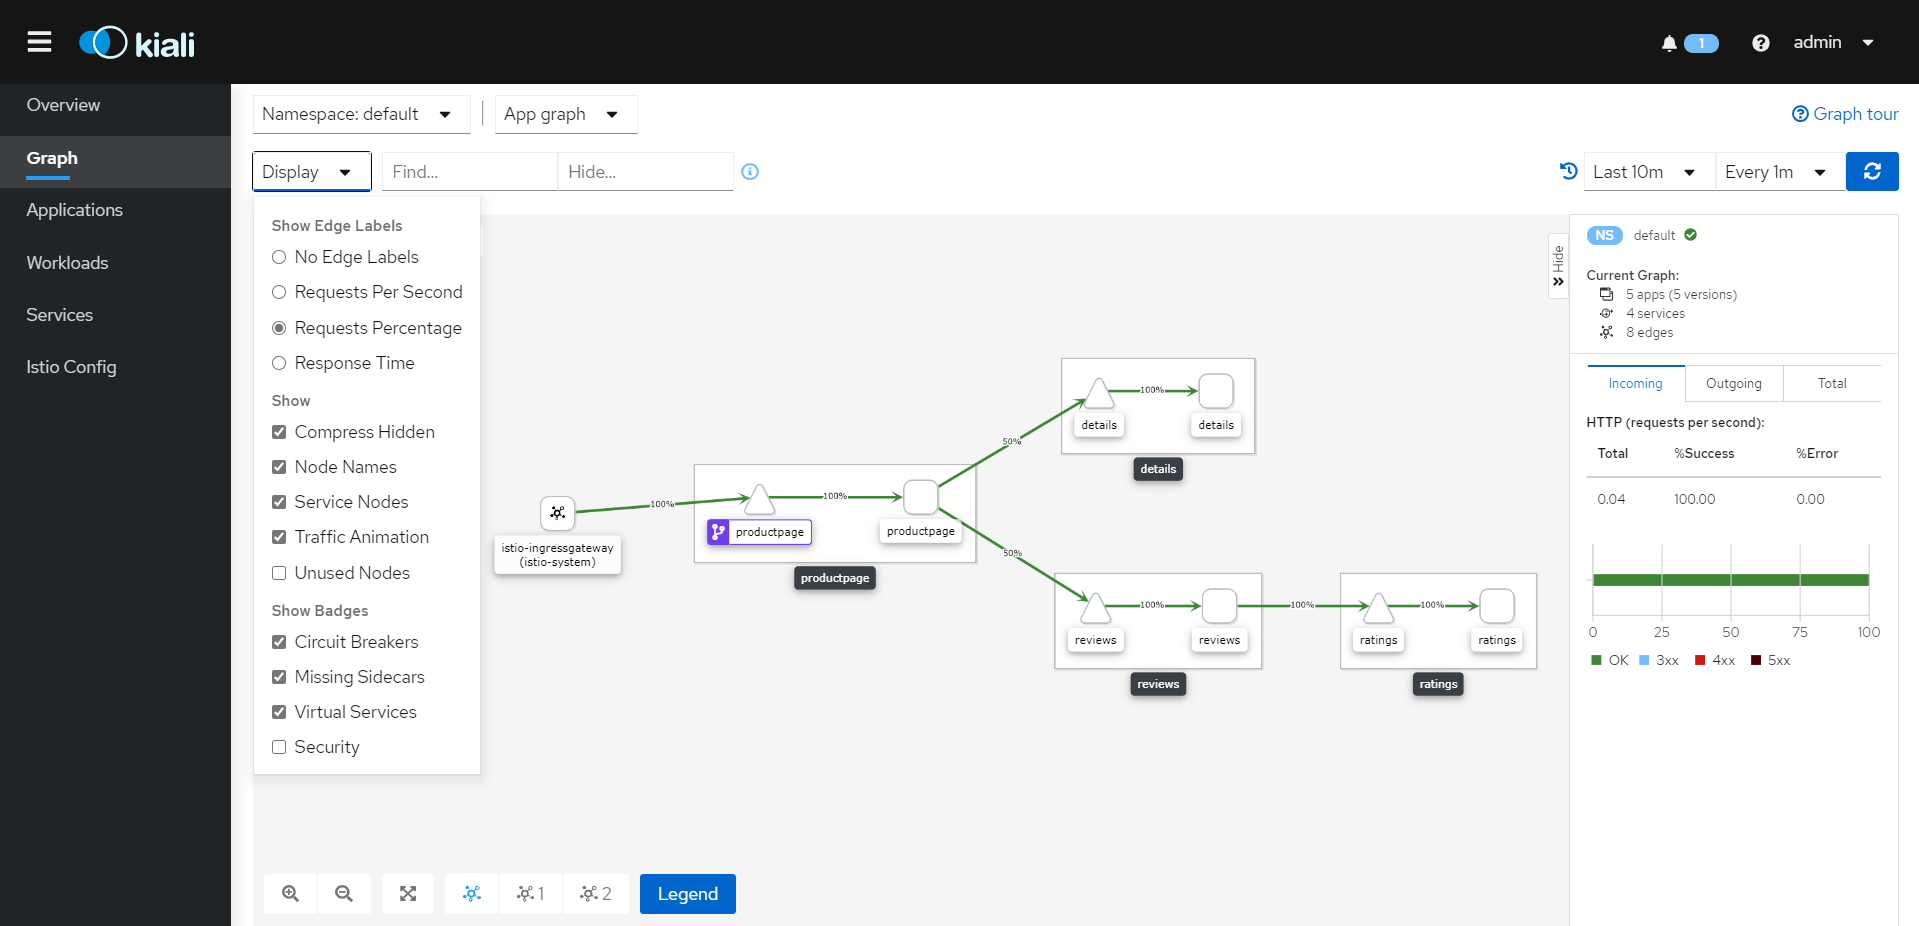 kiali
1
admin
Overview
Graph
Applications
Workloads
Services
Istio Config
Namespace: default
App graph
Graph tour
Display
Find...
Hide...
Last 10m
Every 1m
Show Edge Labels
No Edge Labels
Requests Per Second
Requests Percentage
Response Time
Show
Compress Hidden
Node Names
Service Nodes
Traffic Animation
Unused Nodes
Show Badges
Circuit Breakers
Missing Sidecars
Virtual Services
Security
100%
details
details
details
50%
100%
100%
istio-ingressgateway
(istio-system)
productpage
productpage
productpage
50%
100%
100%
100%
reviews
reviews
ratings
ratings
reviews
ratings
1
2
Legend
Hide
NS default
Current Graph:
5 apps (5 versions)
4 services
8 edges
Incoming Outgoing Total
HTTP (requests per second):
Total %Success %Error
0.04 100.00 0.00
0 25 50 75 100
OK 3xx 4xx 5xx